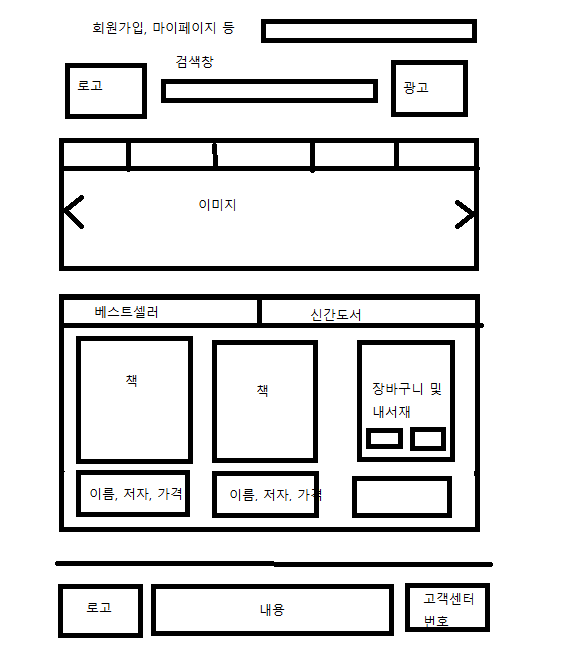 회원가입, 마이페이지 등
검색창
로고
광고
이미지
베스트셀러
신간도서
책
책
장바구니 및
내서재
이름, 저자, 가격
이름, 저자, 가격
로고
내용
고객센터
번호